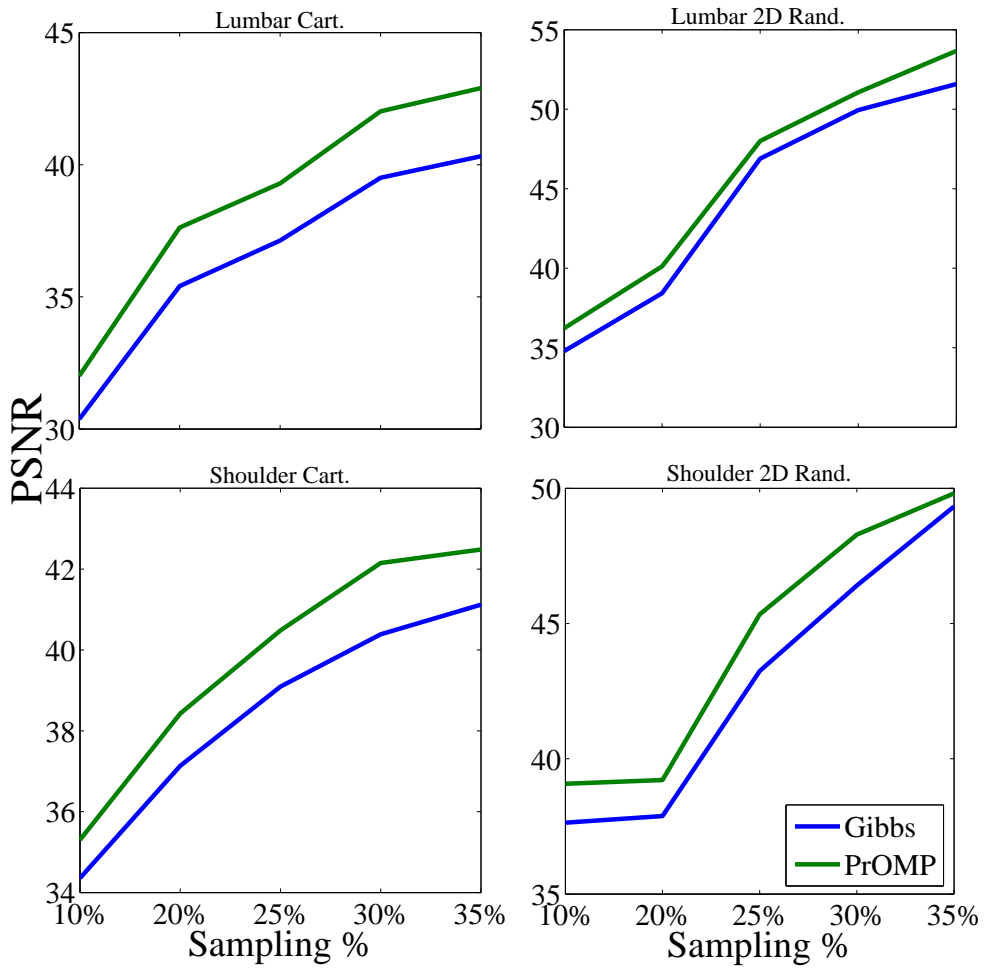 Lumbar Cart.
45
40
35
30
Lumbar 2D Rand.
55
50
45
40
35
30
PSNR
Shoulder Cart.
44
42
40
38
36
34
10% 20% 25% 30% 35%
Sampling %
Shoulder 2D Rand.
50
45
40
35
Gibbs
PrOMP
10% 20% 25% 30% 35%
Sampling %